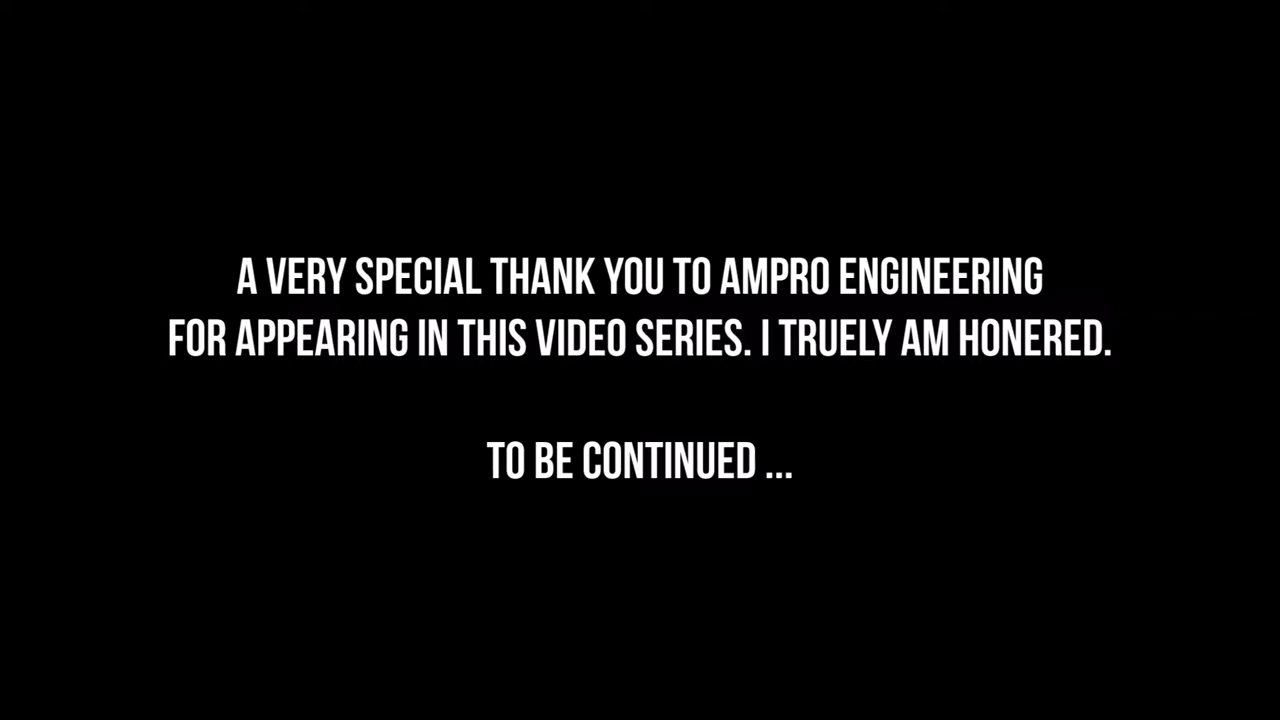 A VERY SPECIAL THANK YOU TO AMPRO ENGINEERING
FOR APPEARING IN THIS VIDEO SERIES. I TRUELY AM HONERED.
TO BE CONTINUED ...